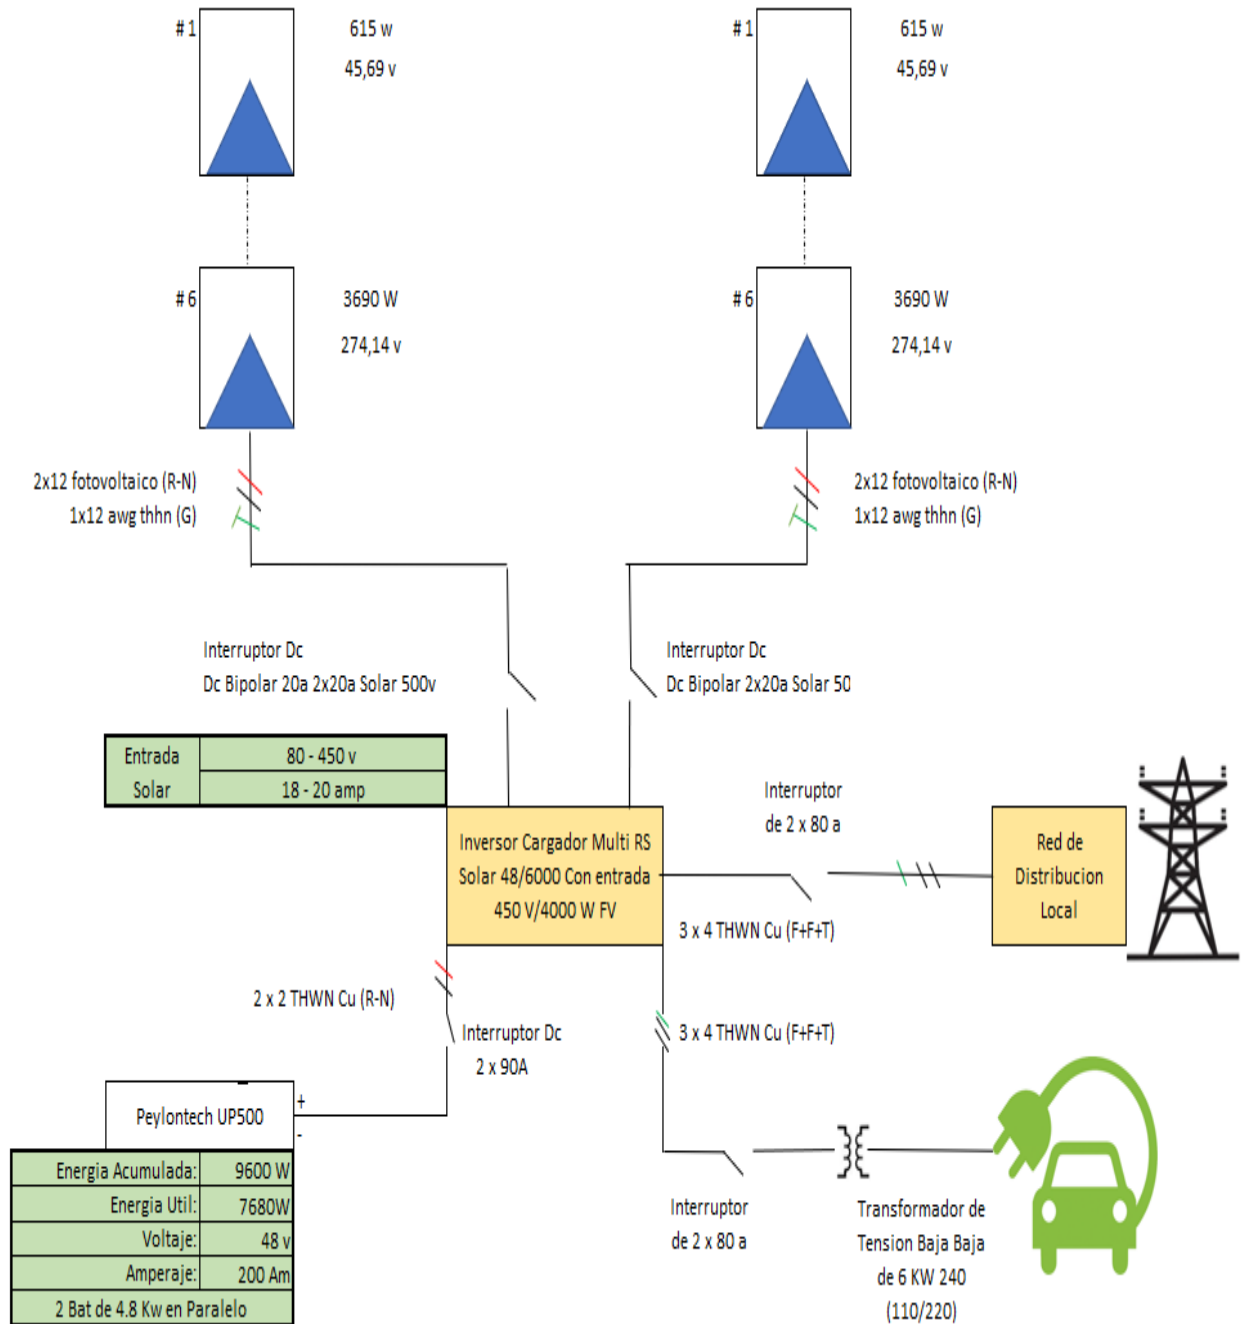 # 1
615 w
45,69 v
# 1
615 w
45,69 v
# 6
3690 W
274,14 v
# 6
3690 W
274,14 v
2x12 fotovoltaico (R-N)
1x12 awg thhn (G)
2x12 fotovoltaico (R-N)
1x12 awg thhn (G)
Interruptor Dc
Dc Bipolar 20a 2x20a Solar 500v
Interruptor Dc
Dc Bipolar 2x20a Solar 50
Entrada
Solar
80 - 450 v
18 - 20 amp
Inversor Cargador Multi RS
Solar 48/6000 Con entrada
450 V/4000 W FV
Interruptor
de 2 x 80 a
Red de
Distribucion
Local
3 x 4 THWN Cu (F+F+T)
2 x 2 THWN Cu (R-N)
Interruptor Dc
2 x 90A
3 x 4 THWN Cu (F+F+T)
Peylontech UP500
+
-
Energia Acumulada: 9600 W
Energia Util: 7680W
Voltaje: 48 v
Amperaje: 200 Am
2 Bat de 4.8 Kw en Paralelo
Interruptor
de 2 x 80 a
Transformador de
Tension Baja Baja
de 6 KW 240
(110/220)